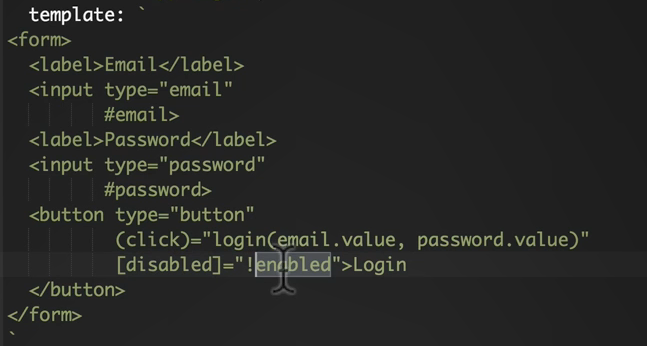 template: `
<form>
<label>Email</label>
<input type="email"
#email>
<label>Password</label>
<input type="password"
#password>
<button type="button"
(click)="login(email.value, password.value)"
[disabled]="!enabled">Login
</button>
</form>
`